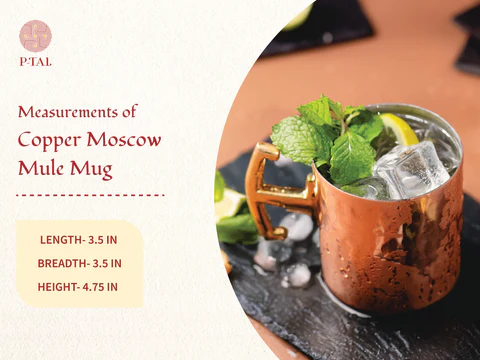 P-TAL
Measurements of
Copper Moscow
Mule Mug
LENGTH- 3.5 IN
BREADTH- 3.5 IN
HEIGHT- 4.75 IN